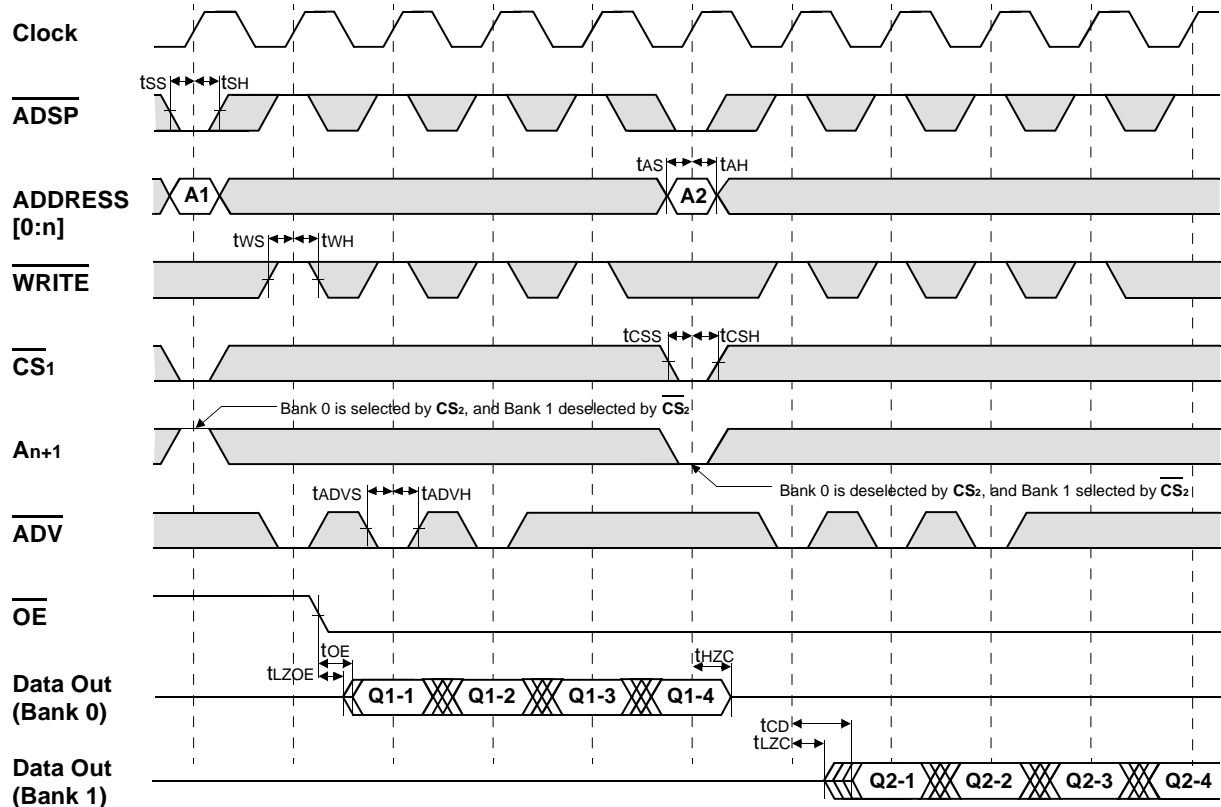 Clock
tSS tSH
ADSP
tAS tAH
ADDRESS
[0:n]
A1 A2
tWS tWH
WRITE
tCSS tCSH
CS1
Bank 0 is selected by CS2, and Bank 1 deselected by CS2
An+1
Bank 0 is deselected by CS2, and Bank 1 selected by CS2
tADVS tADVH
ADV
OE
tOE tHZC
tLZOE
Data Out
(Bank 0)
Q1-1 Q1-2 Q1-3 Q1-4
tCD
tLZC
Data Out
(Bank 1)
Q2-1 Q2-2 Q2-3 Q2-4